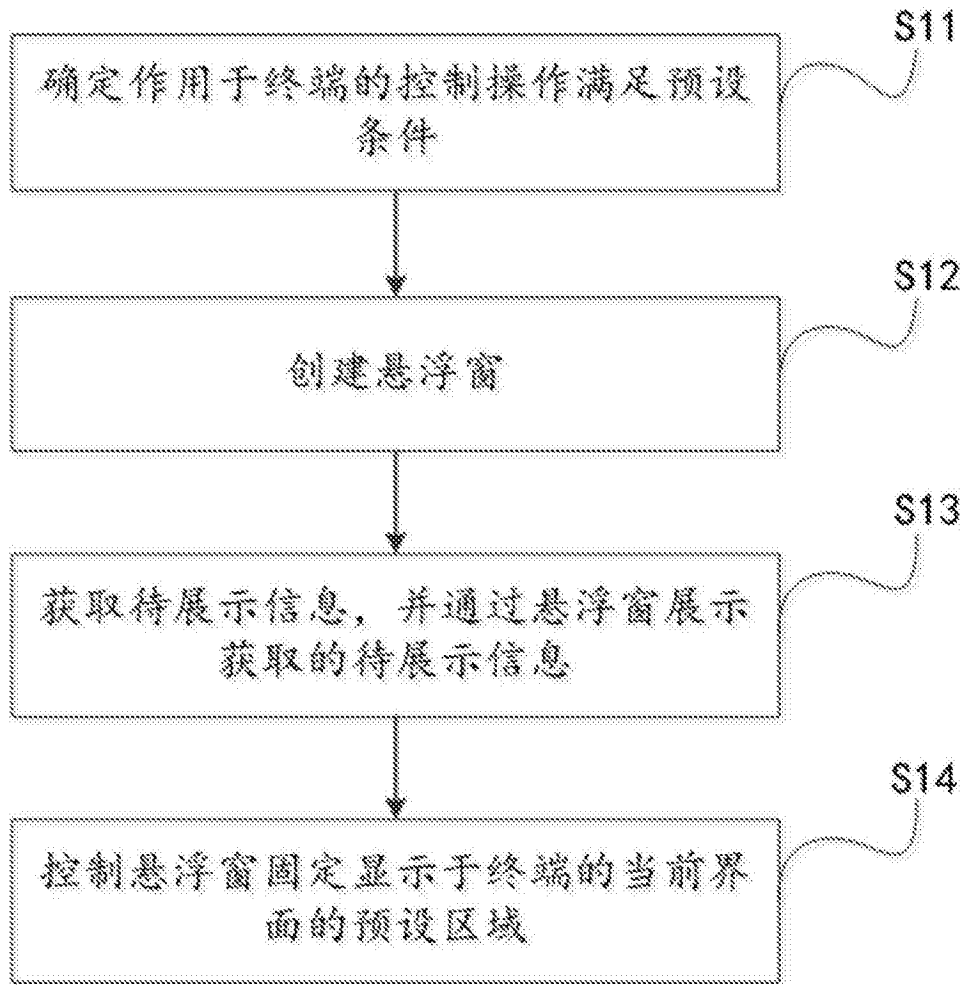 S11
确定作用于终端的控制操作满足预设
条件
S12
创建悬浮窗
S13
获取待展示信息，并通过悬浮窗展示
获取的待展示信息
S14
控制悬浮窗固定显示于终端的当前界
面的预设区域